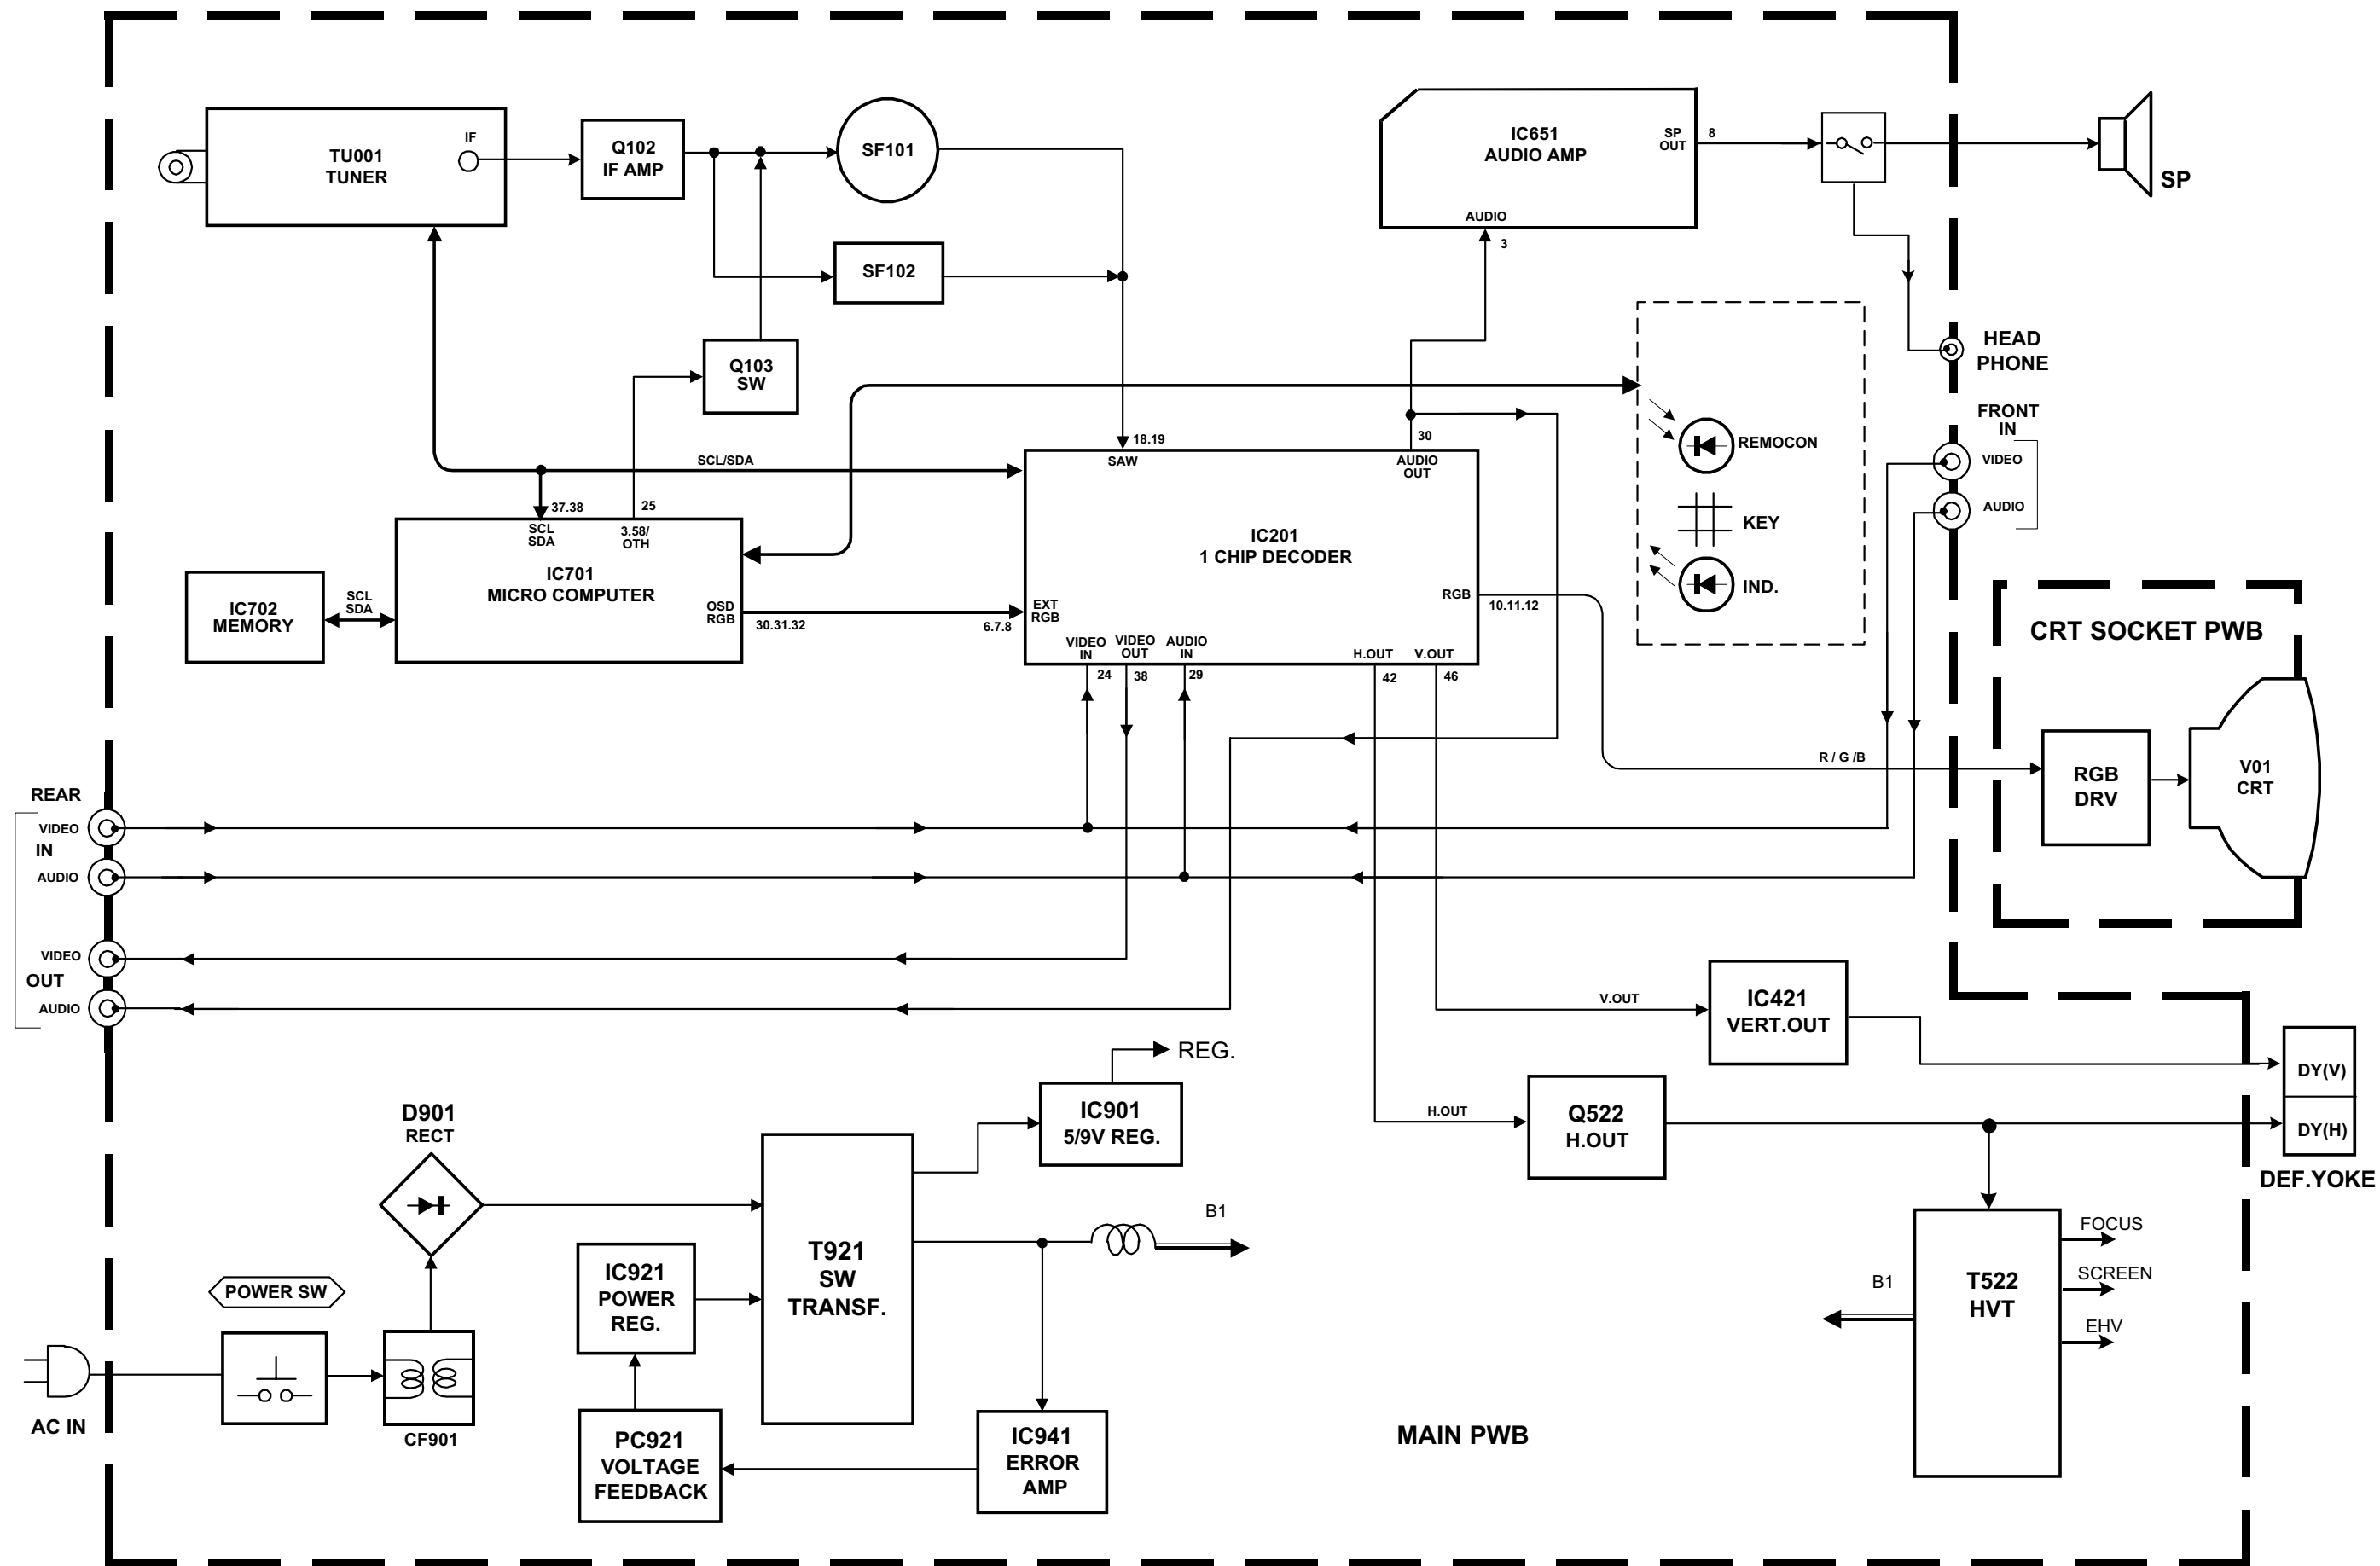 TU001
TUNER
IF
Q102
IF AMP
SF101
SF102
Q103
SW
IC651
AUDIO AMP
SP
OUT
8
AUDIO
3
SP
HEAD
PHONE
FRONT
IN
VIDEO
AUDIO
REMOCON
KEY
IND.
SCL/SDA
37.38
25
SCL
SDA
3.58/
OTH
IC701
MICRO COMPUTER
OSD
RGB
30.31.32
IC702
MEMORY
SCL
SDA
18.19
SAW
30
AUDIO
OUT
IC201
1 CHIP DECODER
EXT
RGB
6.7.8
RGB
10.11.12
VIDEO
IN
VIDEO
OUT
AUDIO
IN
H.OUT
V.OUT
24
38
29
42
46
CRT SOCKET PWB
R / G /B
RGB
DRV
V01
CRT
REAR
VIDEO
IN
AUDIO
VIDEO
OUT
AUDIO
V.OUT
IC421
VERT.OUT
H.OUT
Q522
H.OUT
DY(V)
DY(H)
DEF.YOKE
REG.
IC901
5/9V REG.
D901
RECT
T921
SW
TRANSF.
B1
IC921
POWER
REG.
POWER SW
AC IN
CF901
PC921
VOLTAGE
FEEDBACK
IC941
ERROR
AMP
MAIN PWB
B1
T522
HVT
FOCUS
SCREEN
EHV